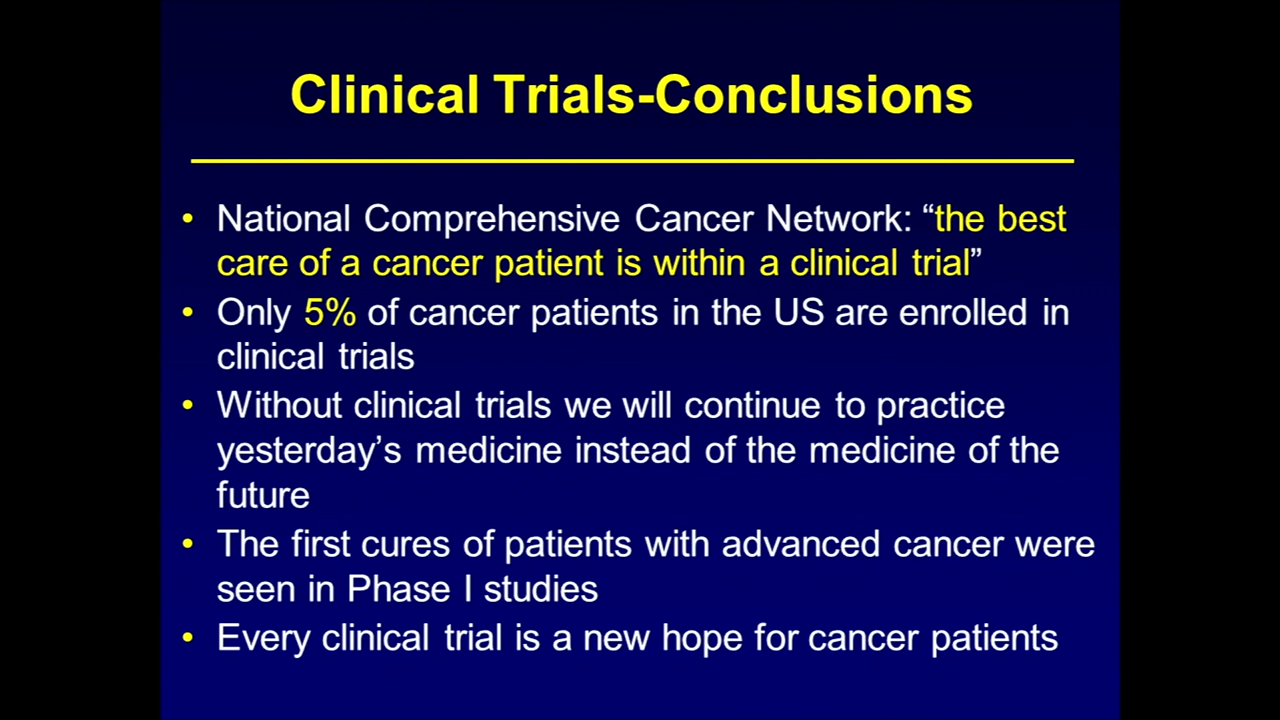 Clinical Trials-Conclusions
• National Comprehensive Cancer Network: “the best
care of a cancer patient is within a clinical trial”
• Only 5% of cancer patients in the US are enrolled in
clinical trials
• Without clinical trials we will continue to practice
yesterday’s medicine instead of the medicine of the
future
• The first cures of patients with advanced cancer were
seen in Phase I studies
• Every clinical trial is a new hope for cancer patients